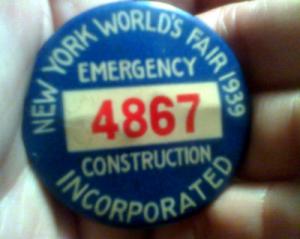 NEW YORK WORLD'S FAIR 1939
EMERGENCY
4867
CONSTRUCTION
INCORPORATED